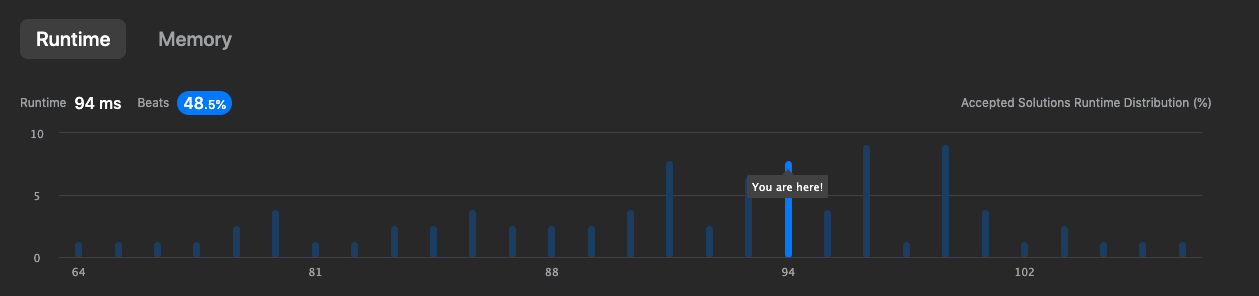 Runtime Memory
Runtime 94 ms Beats 48.5% Accepted Solutions Runtime Distribution (%)
10
You are here!
5
0
64 81 88 94 102